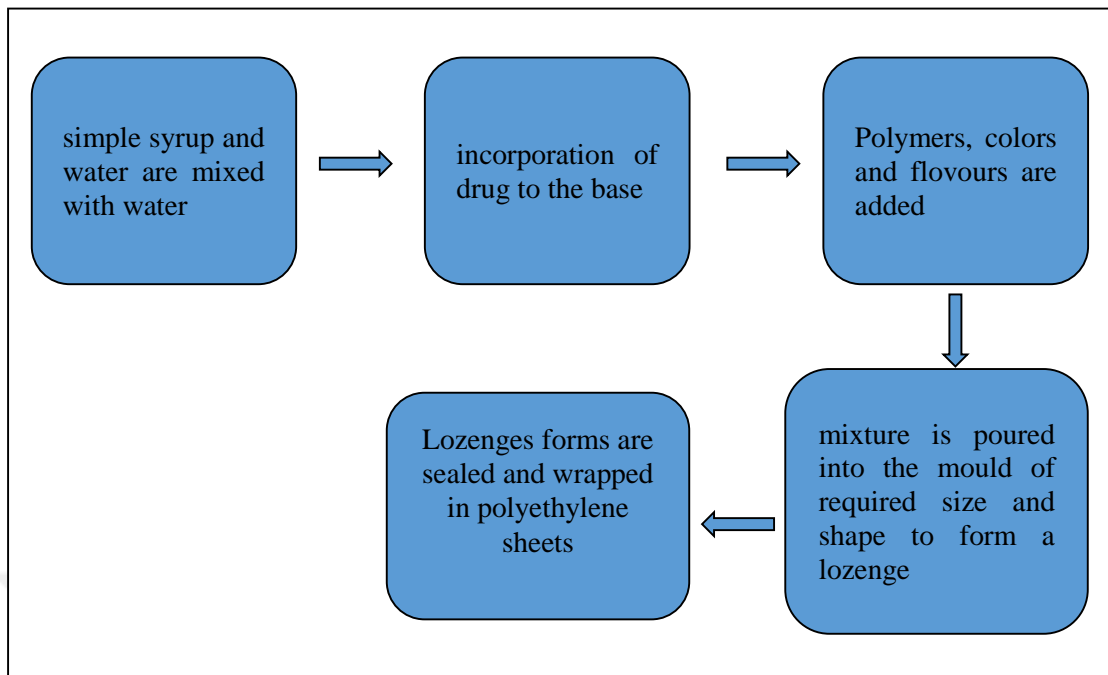 simple syrup and
water are mixed
with water
incorporation of
drug to the base
Polymers, colors
and flovours are
added
mixture is poured
into the mould of
required size and
shape to form a
lozenge
Lozenges forms are
sealed and wrapped
in polyethylene
sheets